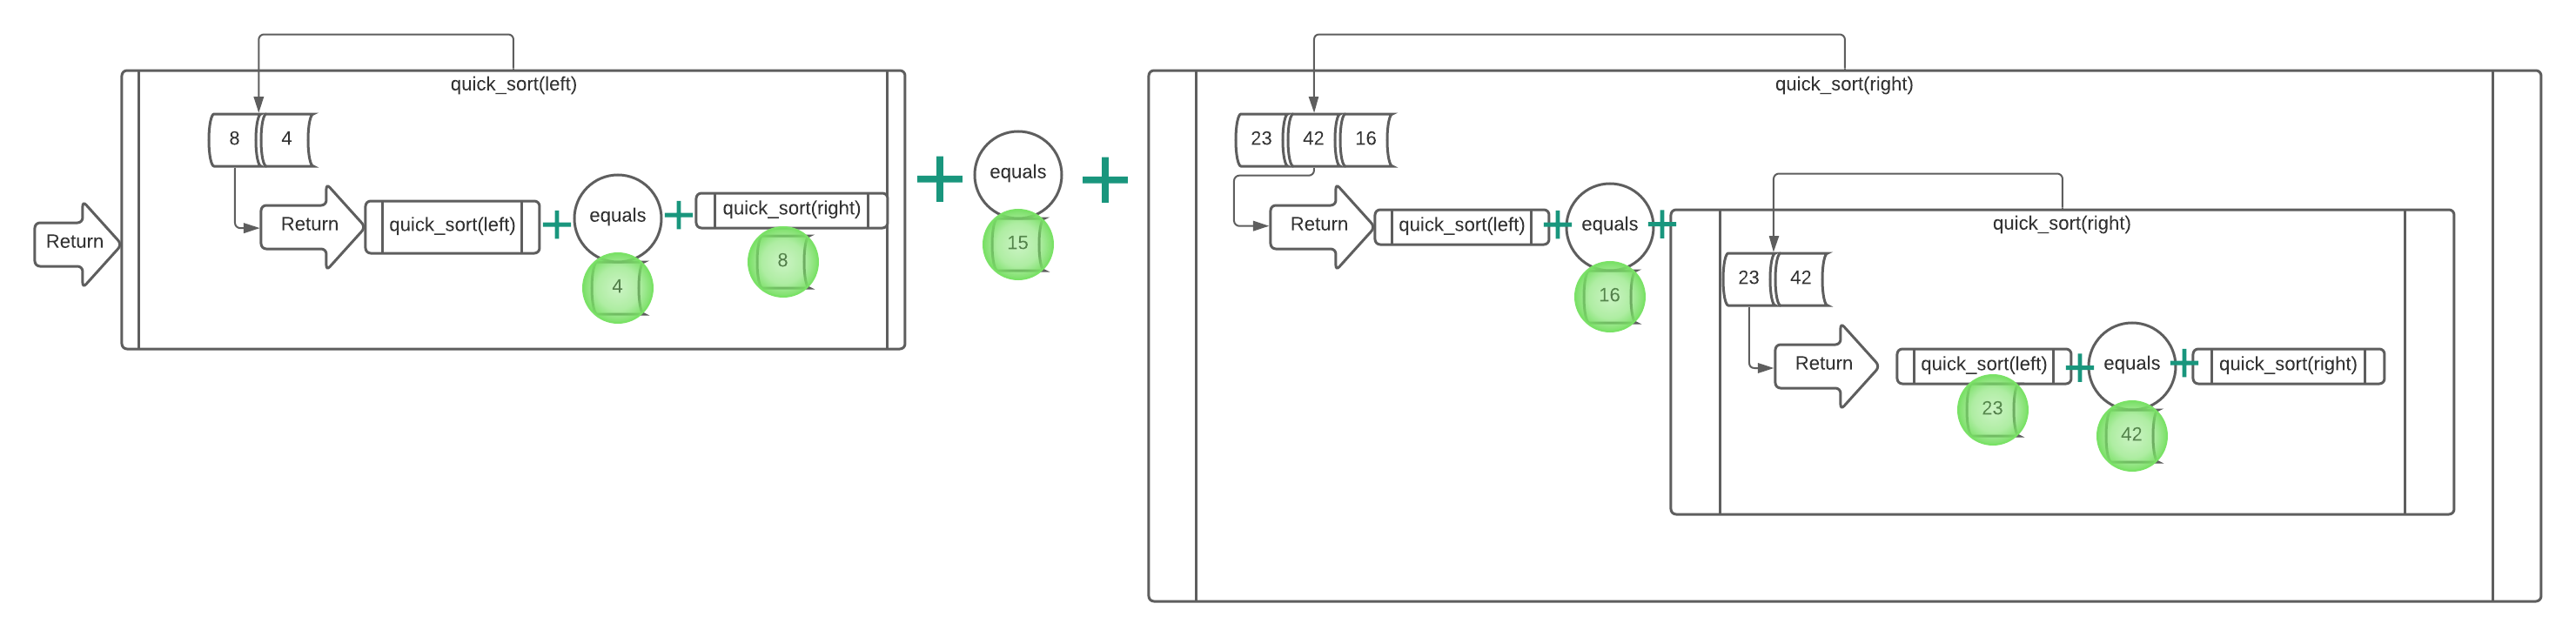 Return
quick_sort(left)
8 4
Return
quick_sort(left)
equals
4
quick_sort(right)
8
equals
15
quick_sort(right)
23 42 16
Return
quick_sort(left)
equals
16
quick_sort(right)
23 42
Return
quick_sort(left)
23
equals
42
quick_sort(right)